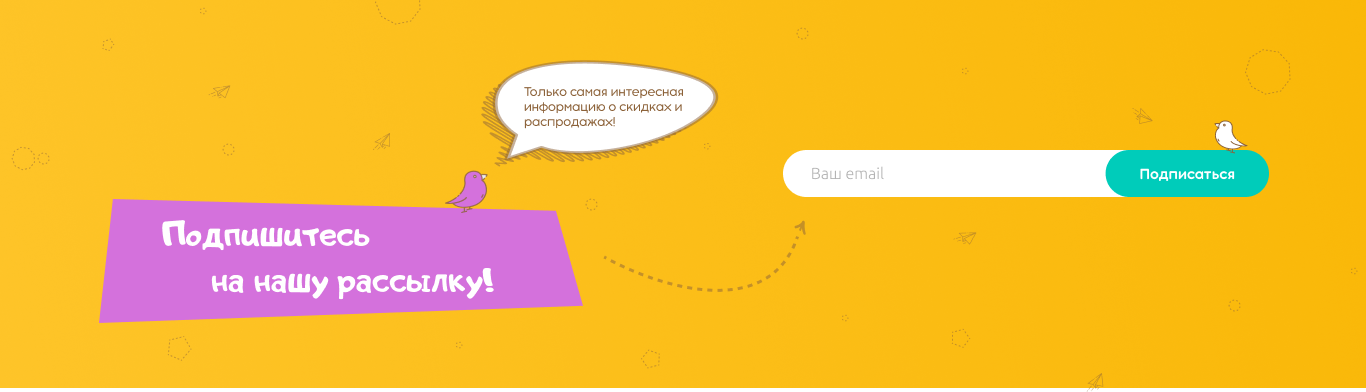 Только самая интересная
информацию о скидках и
распродажах!
Подпишитесь
на нашу рассылку!
Ваш email
Подписаться